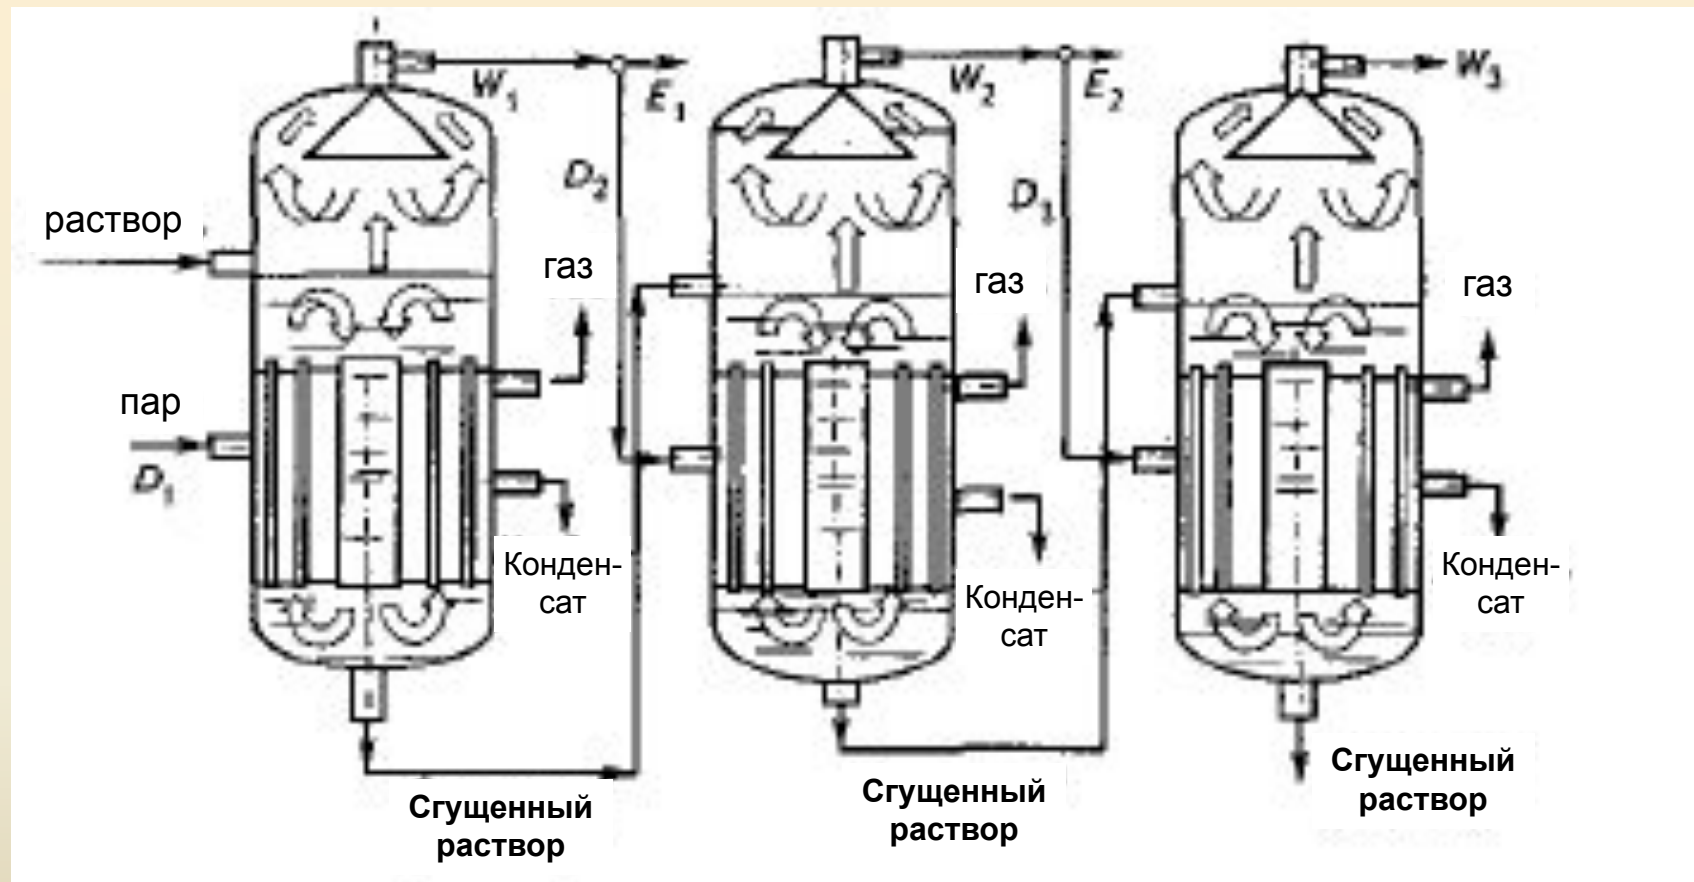 W₁
E₁
W₂
E₂
W₃
D₂
D₃
раствор
газ
газ
газ
пар
D₁
Конден-
сат
Конден-
сат
Конден-
сат
Сгущенный
раствор
Сгущенный
раствор
Сгущенный
раствор